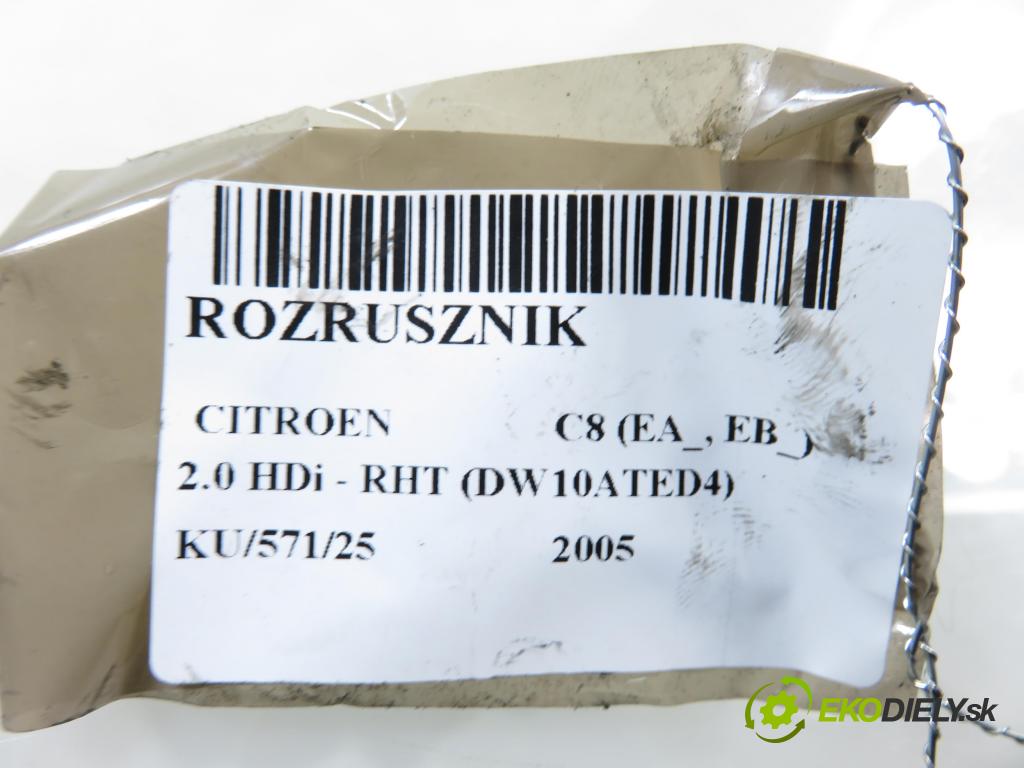 ROZRUSZNIK
CITROEN C8 (EA_, EB_)
2.0 HDi - RHT (DW10ATED4)
KU/571/25 2005
EKODIELY.sk